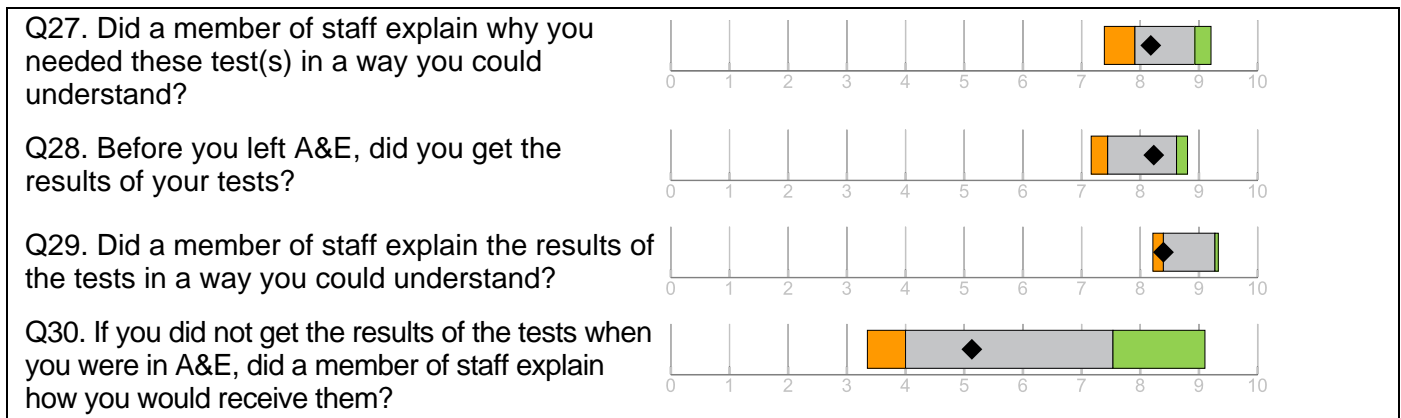 Q27. Did a member of staff explain why you
needed these test(s) in a way you could
understand?
0 1 2 3 4 5 6 7 8 9 10
Q28. Before you left A&E, did you get the
results of your tests?
0 1 2 3 4 5 6 7 8 9 10
Q29. Did a member of staff explain the results of
the tests in a way you could understand?
0 1 2 3 4 5 6 7 8 9 10
Q30. If you did not get the results of the tests when
you were in A&E, did a member of staff explain
how you would receive them?
0 1 2 3 4 5 6 7 8 9 10